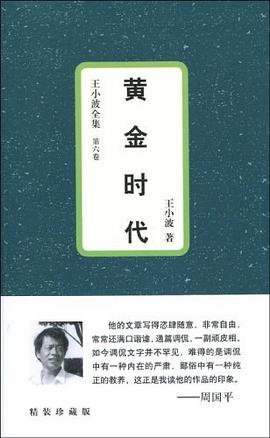 黄金时代
王小波全集 第六卷
王小波 著
他的文章写得恣肆随意，非常自由，
常常还满口谐谑，通篇调侃，一副顽皮相。
如今调侃文字并不罕见，难得的是调侃
中有一种内在的严肃，鄙俗中有一种纯
正的教养，这正是我读他的作品的印象。
——周国平
精装珍藏版